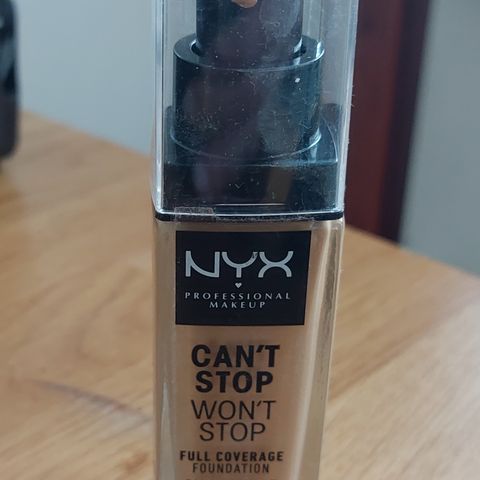 NYX
PROFESSIONAL
MAKEUP
CAN'T
STOP
WON'T
STOP
FULL COVERAGE
FOUNDATION